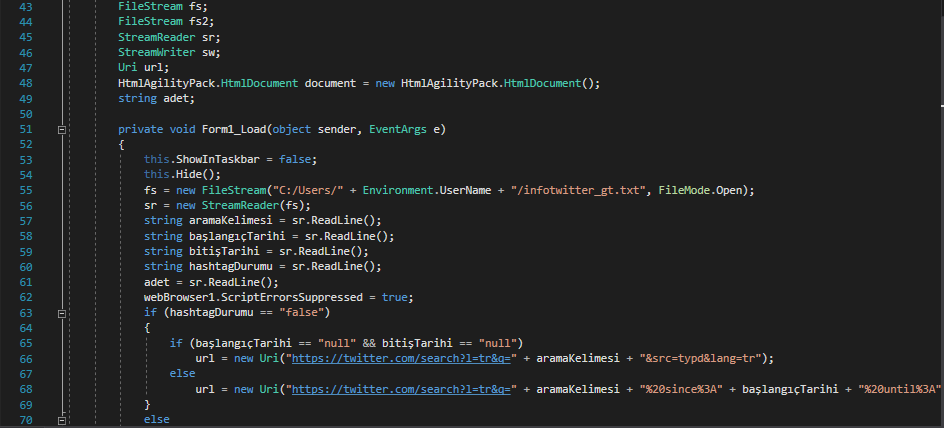 43 FileStream fs;
44 FileStream fs2;
45 StreamReader sr;
46 StreamWriter sw;
47 Uri url;
48 HtmlAgilityPack.HtmlDocument document = new HtmlAgilityPack.HtmlDocument();
49 string adet;
50
51 private void Form1_Load(object sender, EventArgs e)
52 {
53 this.ShowInTaskbar = false;
54 this.Hide();
55 fs = new FileStream("C:/Users/" + Environment.UserName + "/infotwitter_gt.txt", FileMode.Open);
56 sr = new StreamReader(fs);
57 string aramaKelimesi = sr.ReadLine();
58 string başlangıçTarihi = sr.ReadLine();
59 string bitişTarihi = sr.ReadLine();
60 string hashtagDurumu = sr.ReadLine();
61 adet = sr.ReadLine();
62 webBrowser1.ScriptErrorsSuppressed = true;
63 if (hashtagDurumu == "false")
64 {
65 if (başlangıçTarihi == "null" && bitişTarihi == "null")
66 url = new Uri("https://twitter.com/search?l=tr&q=" + aramaKelimesi + "&src=typd&lang=tr");
67 else
68 url = new Uri("https://twitter.com/search?l=tr&q=" + aramaKelimesi + "%20since%3A" + başlangıçTarihi + "%20until%3A"
69 }
70 else